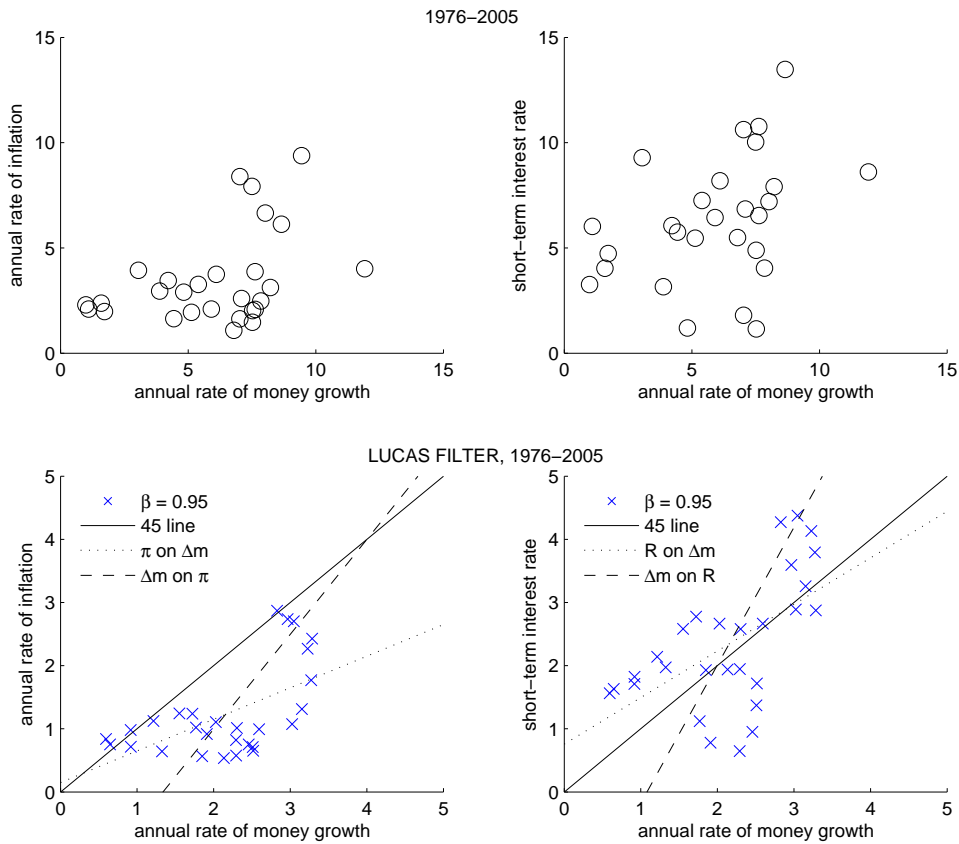 1976−2005
15
10
5
0
0 5 10 15
annual rate of inflation
annual rate of money growth
15
10
5
0
0 5 10 15
short−term interest rate
annual rate of money growth
LUCAS FILTER, 1976−2005
5
4
3
2
1
0
0 1 2 3 4 5
annual rate of inflation
annual rate of money growth
β = 0.95
45 line
π on Δm
Δm on π
5
4
3
2
1
0
0 1 2 3 4 5
short−term interest rate
annual rate of money growth
β = 0.95
45 line
R on Δm
Δm on R